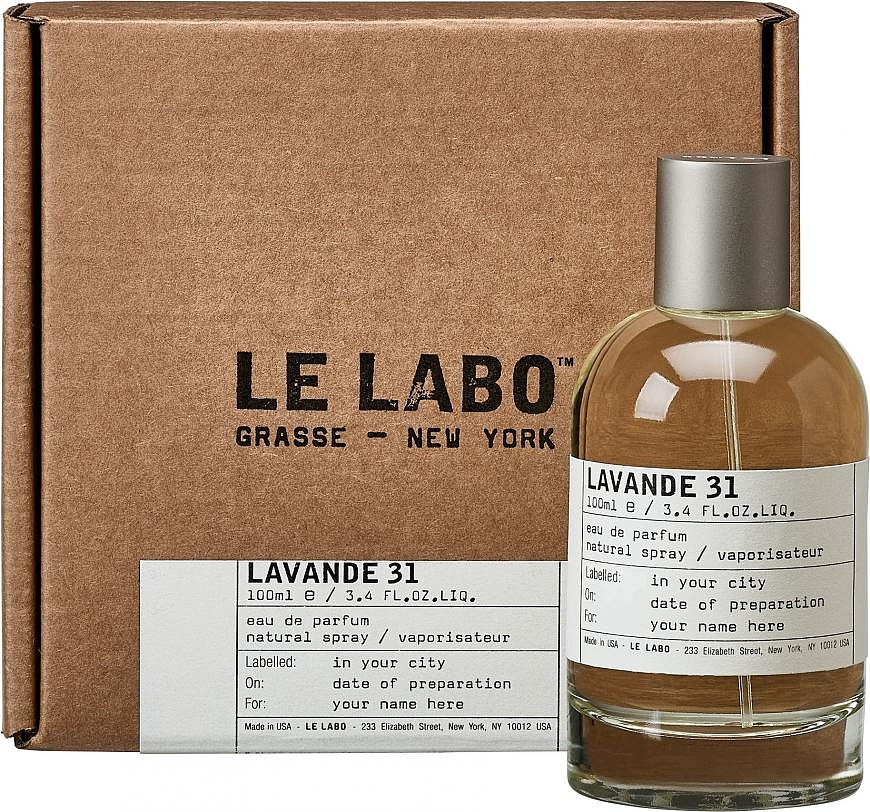 LE LABO™
GRASSE — NEW YORK
LAVANDE 31
100ml e / 3.4 FL.OZ.LIQ.
eau de parfum
natural spray / vaporisateur
Labelled: in your city
On: date of preparation
For: your name here
Made in USA - LE LABO - 233 Elizabeth Street, New York, NY 10012 USA
LAVANDE 31
100ml e / 3.4 FL.OZ.LIQ.
eau de parfum
natural spray / vaporisateur
Labelled: in your city
On: date of preparation
For: your name here
Made in USA - LE LABO - 233 Elizabeth Street, New York, NY 10012 USA